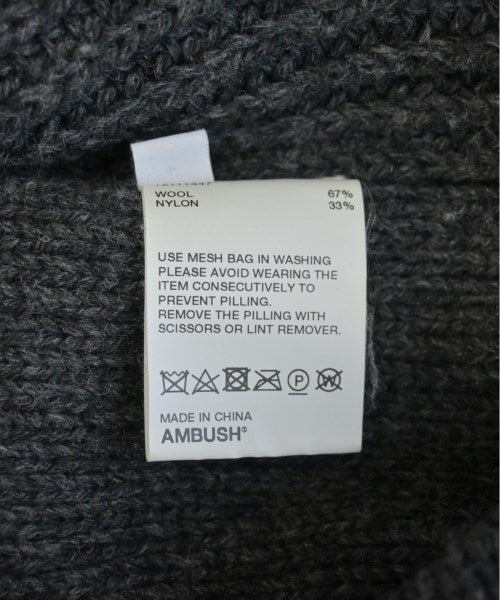 WOOL 67%
NYLON 33%
USE MESH BAG IN WASHING
PLEASE AVOID WEARING THE
ITEM CONSECUTIVELY TO
PREVENT PILLING.
REMOVE THE PILLING WITH
SCISSORS OR LINT REMOVER.
P W
MADE IN CHINA
AMBUSH®